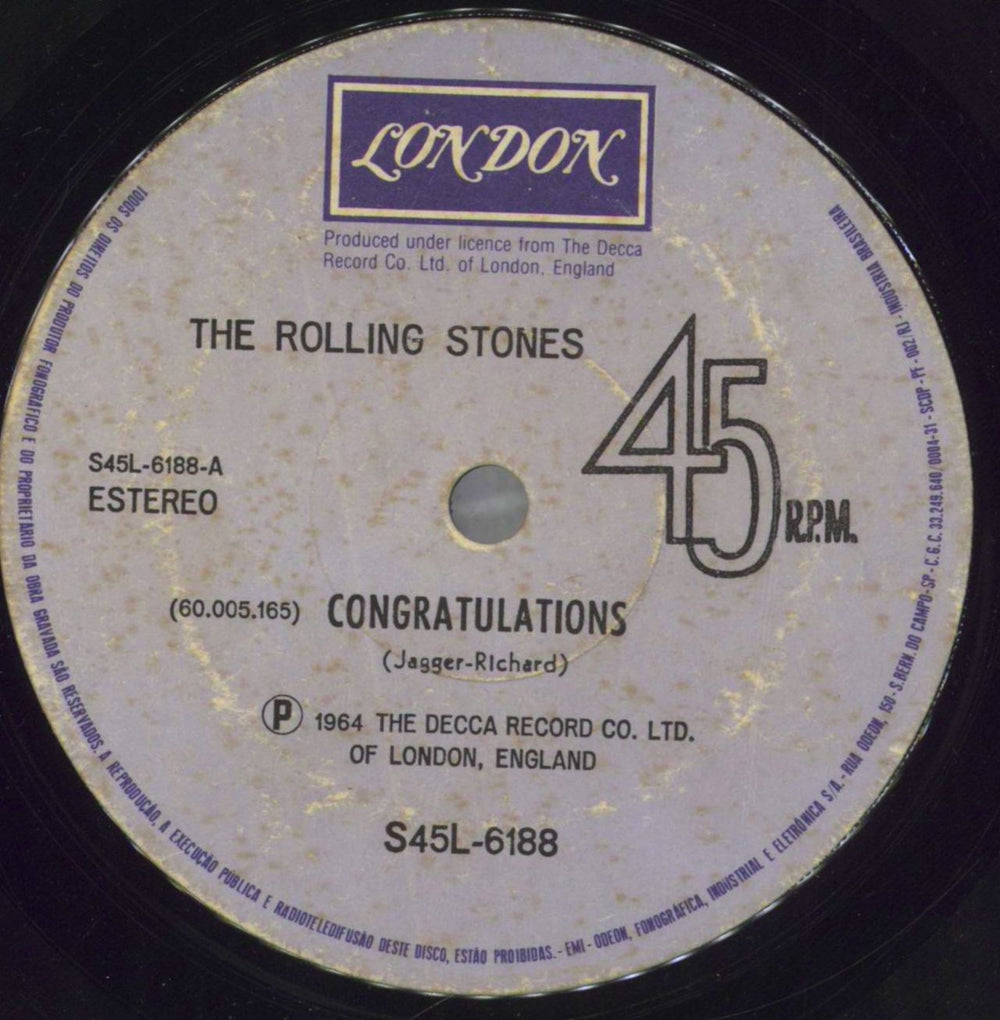 LONDON
Produced under licence from The Decca
Record Co. Ltd. of London, England
THE ROLLING STONES
45 R.P.M.
S45L-6188-A
ESTEREO
(60.005.165) CONGRATULATIONS
(Jagger-Richard)
Ⓟ 1964 THE DECCA RECORD CO. LTD.
OF LONDON, ENGLAND
S45L-6188
TODOS OS DIREITOS DO PRODUTOR FONOGRÁFICO E DO PROPRIETARIO DA OBRA GRAVADA SÃO RESERVADOS. A REPRODUÇÃO, A EXECUÇÃO PÚBLICA E RADIOTELEDIFUSÃO DESTE DISCO, ESTÃO PROIBIDAS. - EMI - ODEON, FONOGRÁFICA, INDUSTRIAL E ELETRÔNICA S/A. - RUA ODEON, 150 - S.BERN. DO CAMPO-SP - C.G.C. 33.249.640/0004-31 - SCDP - PF - 002/RJ - INDÚSTRIA BRASILEIRA